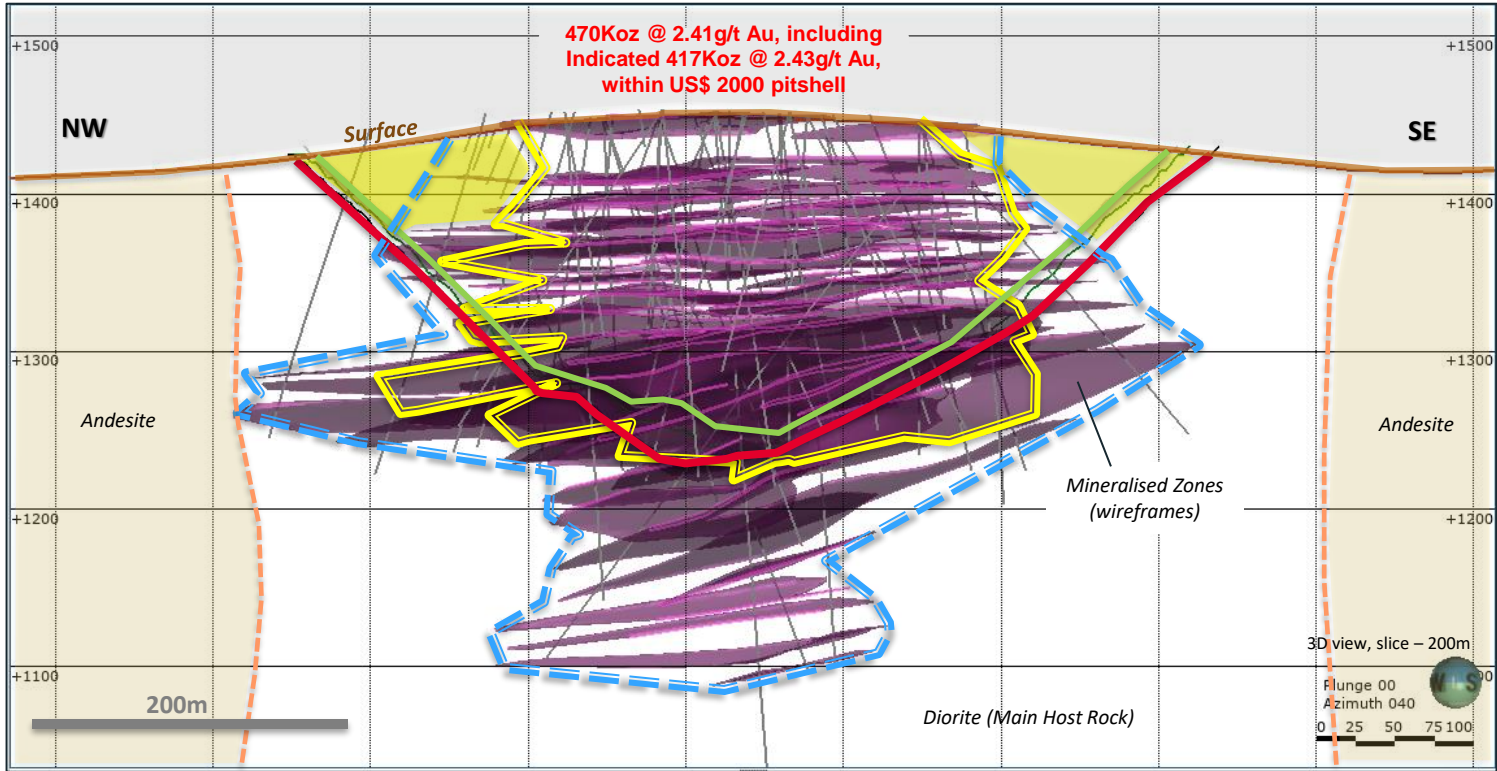 470Koz @ 2.41g/t Au, including
Indicated 417Koz @ 2.43g/t Au,
within US$ 2000 pitshell
+1500
+1500
NW
Surface
SE
+1400
+1400
+1300
+1300
Andesite
Andesite
Mineralised Zones
(wireframes)
+1200
+1200
+1100
3D view, slice – 200m
Plunge 00
Azimuth 040
W S
200m
Diorite (Main Host Rock)
0 25 50 75 100